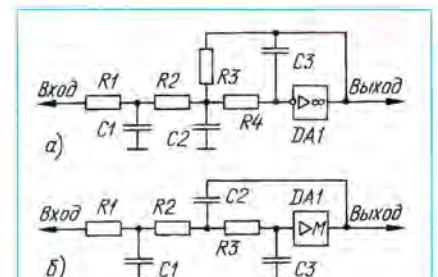 R3
C3
Вход R1 R2 ▷∞ Выход
R4
C1 C2 DA1
а)
C2 DA1
Вход R1 R2 ▷M Выход
R3
б) C1 C3